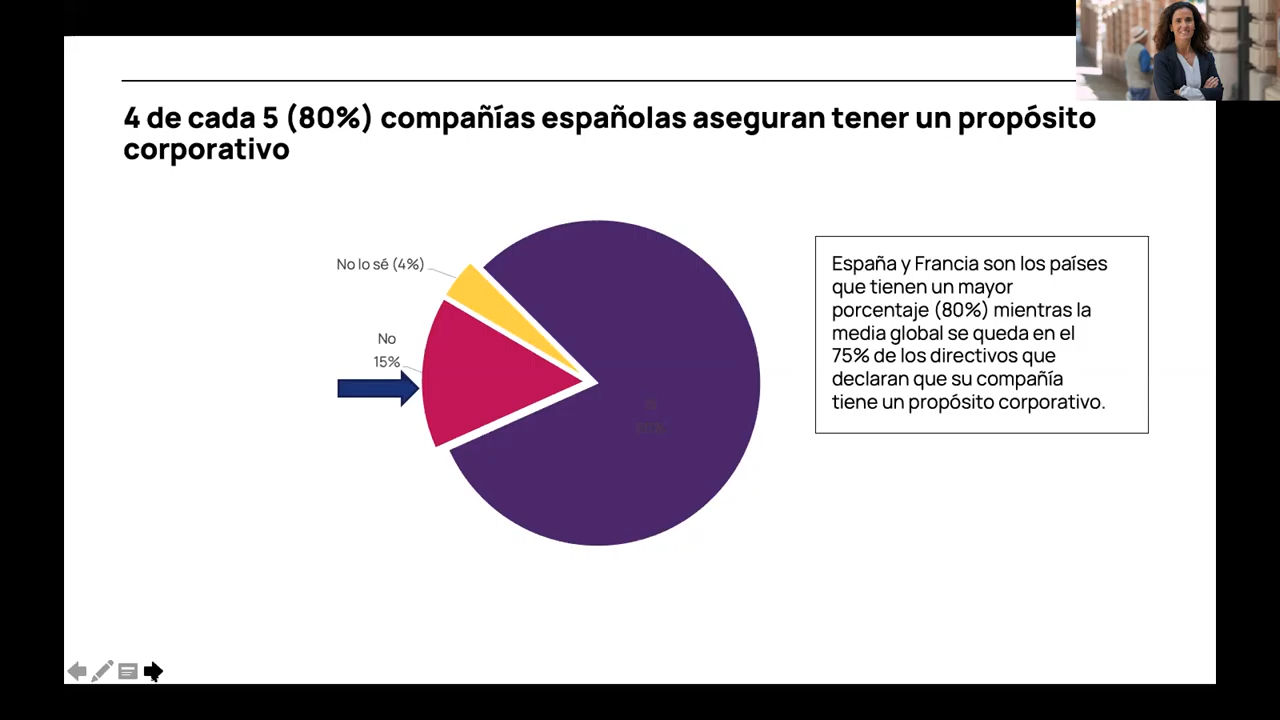 4 de cada 5 (80%) compañías españolas aseguran tener un propósito
corporativo
No lo sé (4%)
No
15%
España y Francia son los países
que tienen un mayor
porcentaje (80%) mientras la
media global se queda en el
75% de los directivos que
declaran que su compañía
tiene un propósito corporativo.